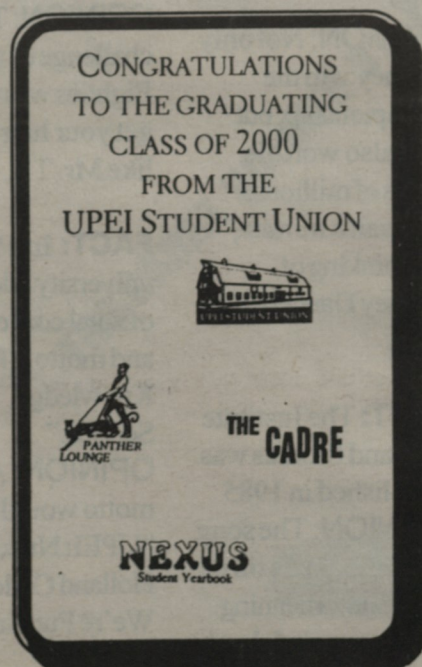 CONGRATULATIONS
TO THE GRADUATING
CLASS OF 2000
FROM THE
UPEI STUDENT UNION
UPEI STUDENT UNION
PANTHER
LOUNGE
THE CADRE
NEXUS
Student Yearbook